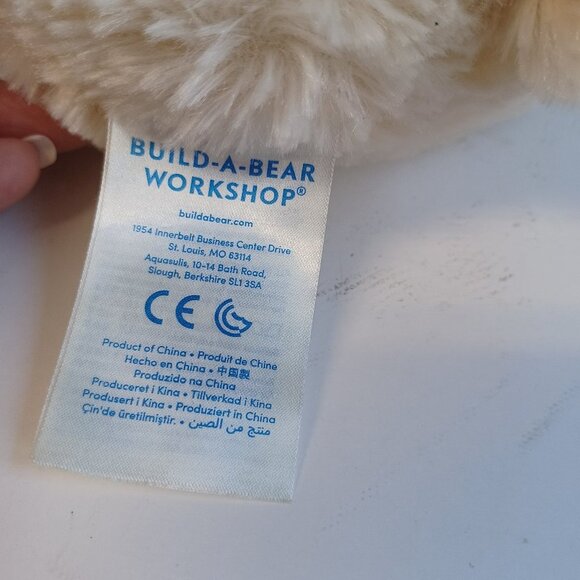 BUILD-A-BEAR
WORKSHOP®
buildabear.com
1954 Innerbelt Business Center Drive
St. Louis, MO 63114
Aquasulis, 10-14 Bath Road,
Slough, Berkshire SL1 3SA
CE
Product of China • Produit de Chine
Hecho en China • 中国製
Produzido na China
Produceret i Kina • Tillverkad i Kina
Produsert i Kina • Produziert in China
Çin'de üretilmiştir. • منتج من الصين